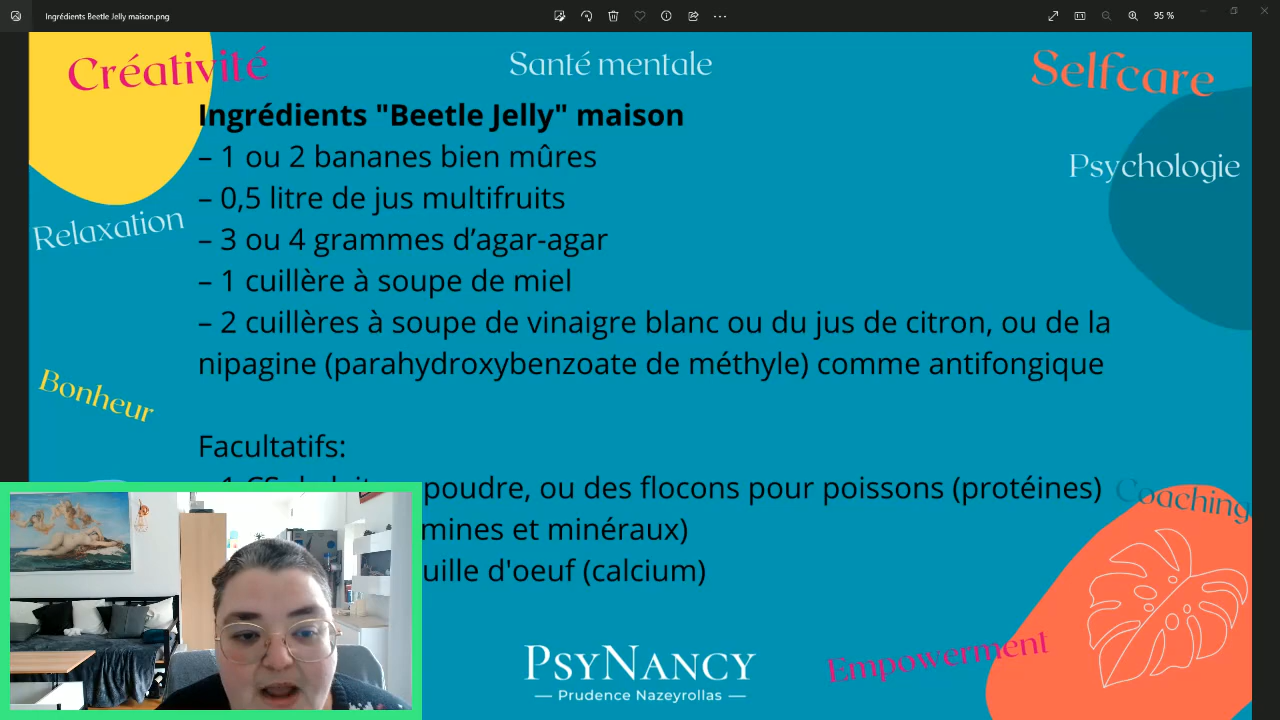 Ingrédients Beetle Jelly maison.png
95 %
Créativité
Santé mentale
Selfcare
Ingrédients "Beetle Jelly" maison
– 1 ou 2 bananes bien mûres
Psychologie
– 0,5 litre de jus multifruits
Relaxation
– 3 ou 4 grammes d’agar-agar
– 1 cuillère à soupe de miel
– 2 cuillères à soupe de vinaigre blanc ou du jus de citron, ou de la
nipagine (parahydroxybenzoate de méthyle) comme antifongique
Bonheur
Facultatifs:
poudre, ou des flocons pour poissons (protéines)
Coaching
mines et minéraux)
uille d'oeuf (calcium)
Empowerment
PSYNANCY
— Prudence Nazeyrollas —